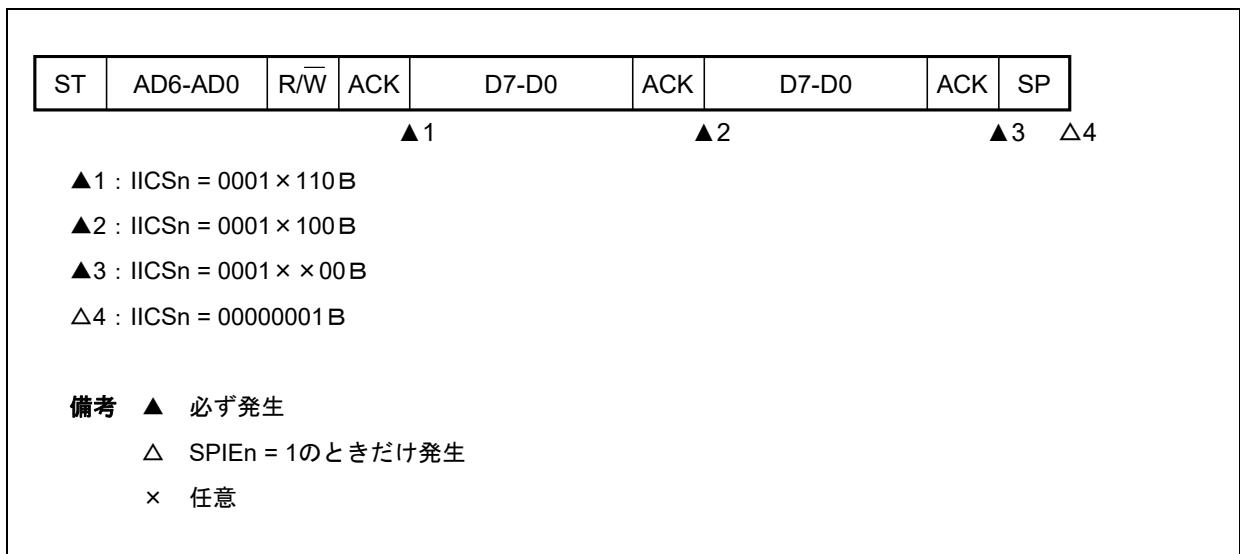 ST AD6-AD0 R/W̅ ACK D7-D0 ACK D7-D0 ACK SP
▲1 ▲2 ▲3 △4
▲1：IICSn = 0001×110B
▲2：IICSn = 0001×100B
▲3：IICSn = 0001××00B
△4：IICSn = 00000001B
備考 ▲ 必ず発生
△ SPIEn = 1のときだけ発生
× 任意